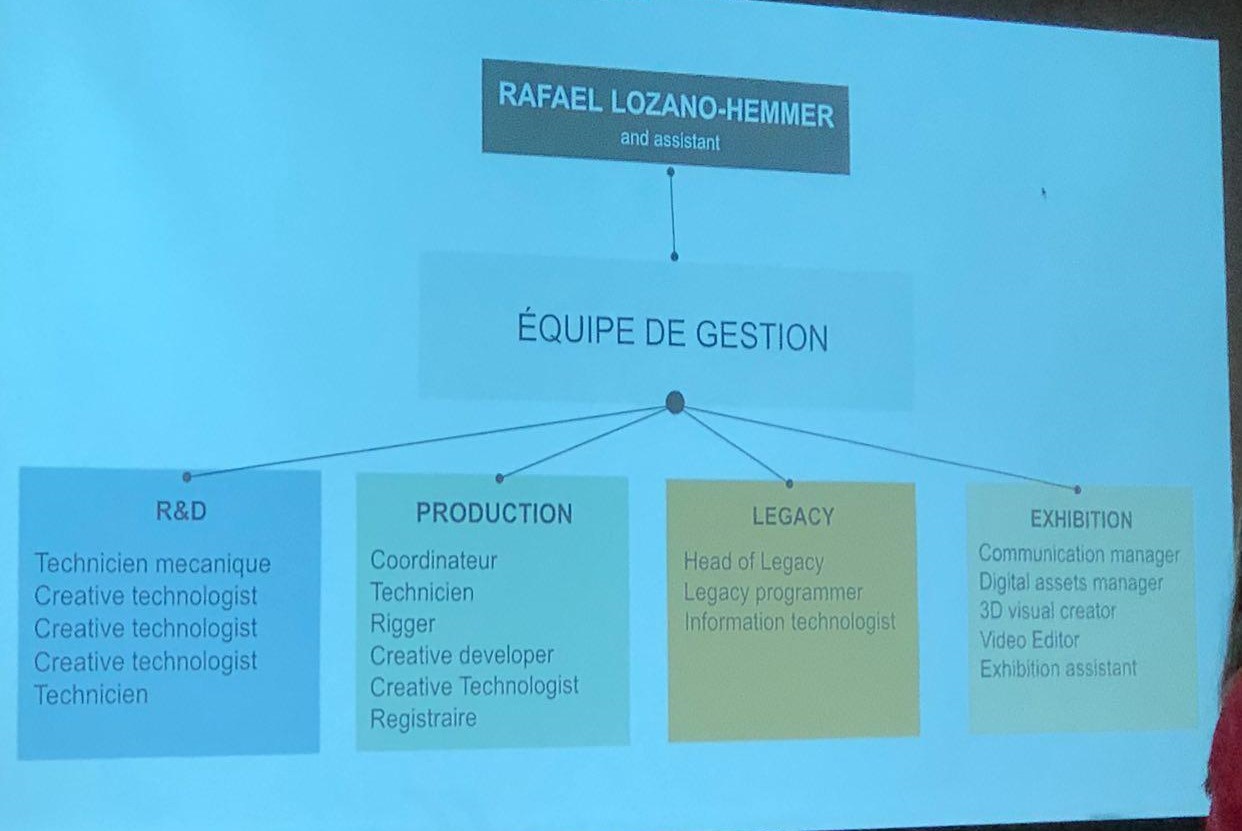 RAFAEL LOZANO-HEMMER
and assistant
ÉQUIPE DE GESTION
R&D
Technicien mecanique
Creative technologist
Creative technologist
Creative technologist
Technicien
PRODUCTION
Coordinateur
Technicien
Rigger
Creative developer
Creative Technologist
Registraire
LEGACY
Head of Legacy
Legacy programmer
Information technologist
EXHIBITION
Communication manager
Digital assets manager
3D visual creator
Video Editor
Exhibition assistant